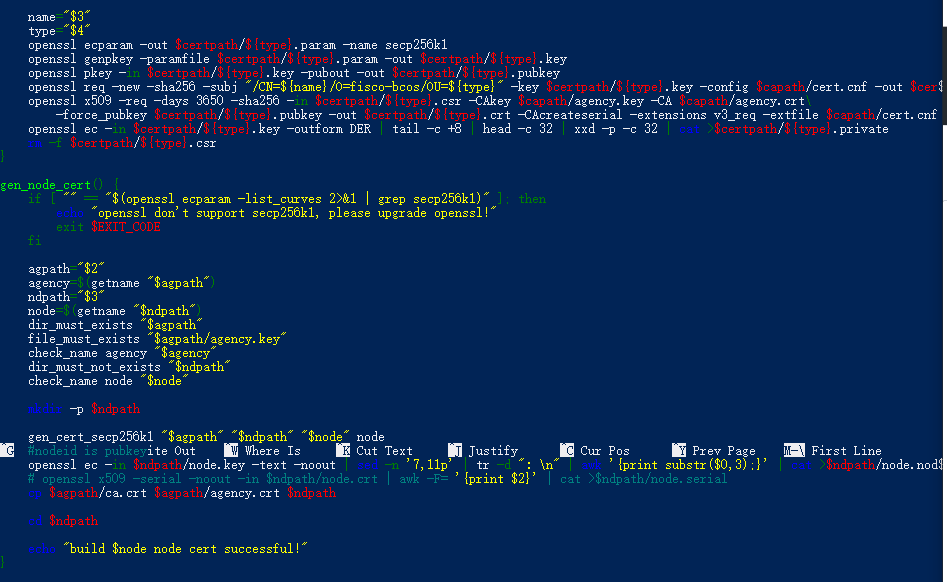 name="$3"
type="$4"
openssl ecparam -out $certpath/${type}.param -name secp256k1
openssl genpkey -paramfile $certpath/${type}.param -out $certpath/${type}.key
openssl pkey -in $certpath/${type}.key -pubout -out $certpath/${type}.pubkey
openssl req -new -sha256 -subj "/CN=${name}/O=fisco-bcos/OU=${type}" -key $certpath/${type}.key -config $capath/cert.cnf -out $cer$
openssl x509 -req -days 3650 -sha256 -in $certpath/${type}.csr -CAkey $capath/agency.key -CA $capath/agency.crt\
-force_pubkey $certpath/${type}.pubkey -out $certpath/${type}.crt -CAcreateserial -extensions v3_req -extfile $capath/cert.cnf
openssl ec -in $certpath/${type}.key -outform DER | tail -c +8 | head -c 32 | xxd -p -c 32 | cat >$certpath/${type}.private
rm -f $certpath/${type}.csr
}
gen_node_cert() {
if [ "" == "$(openssl ecparam -list_curves 2>&1 | grep secp256k1)" ]; then
echo "openssl don't support secp256k1, please upgrade openssl!"
exit $EXIT_CODE
fi
agpath="$2"
agency=$(getname "$agpath")
ndpath="$3"
node=$(getname "$ndpath")
dir_must_exists "$agpath"
file_must_exists "$agpath/agency.key"
check_name agency "$agency"
dir_must_not_exists "$ndpath"
check_name node "$node"
mkdir -p $ndpath
gen_cert_secp256k1 "$agpath" "$ndpath" "$node" node
^G #nodeid is pubkeyite Out ^W Where Is ^K Cut Text ^J Justify ^C Cur Pos ^Y Prev Page M-\ First Line
openssl ec -in $ndpath/node.key -text -noout | sed -n '7,11p' | tr -d ": \n" | awk '{print substr($0,3);}' | cat >$ndpath/node.nod$
# openssl x509 -serial -noout -in $ndpath/node.crt | awk -F= '{print $2}' | cat >$ndpath/node.serial
cp $agpath/ca.crt $agpath/agency.crt $ndpath
cd $ndpath
echo "build $node node cert successful!"
}